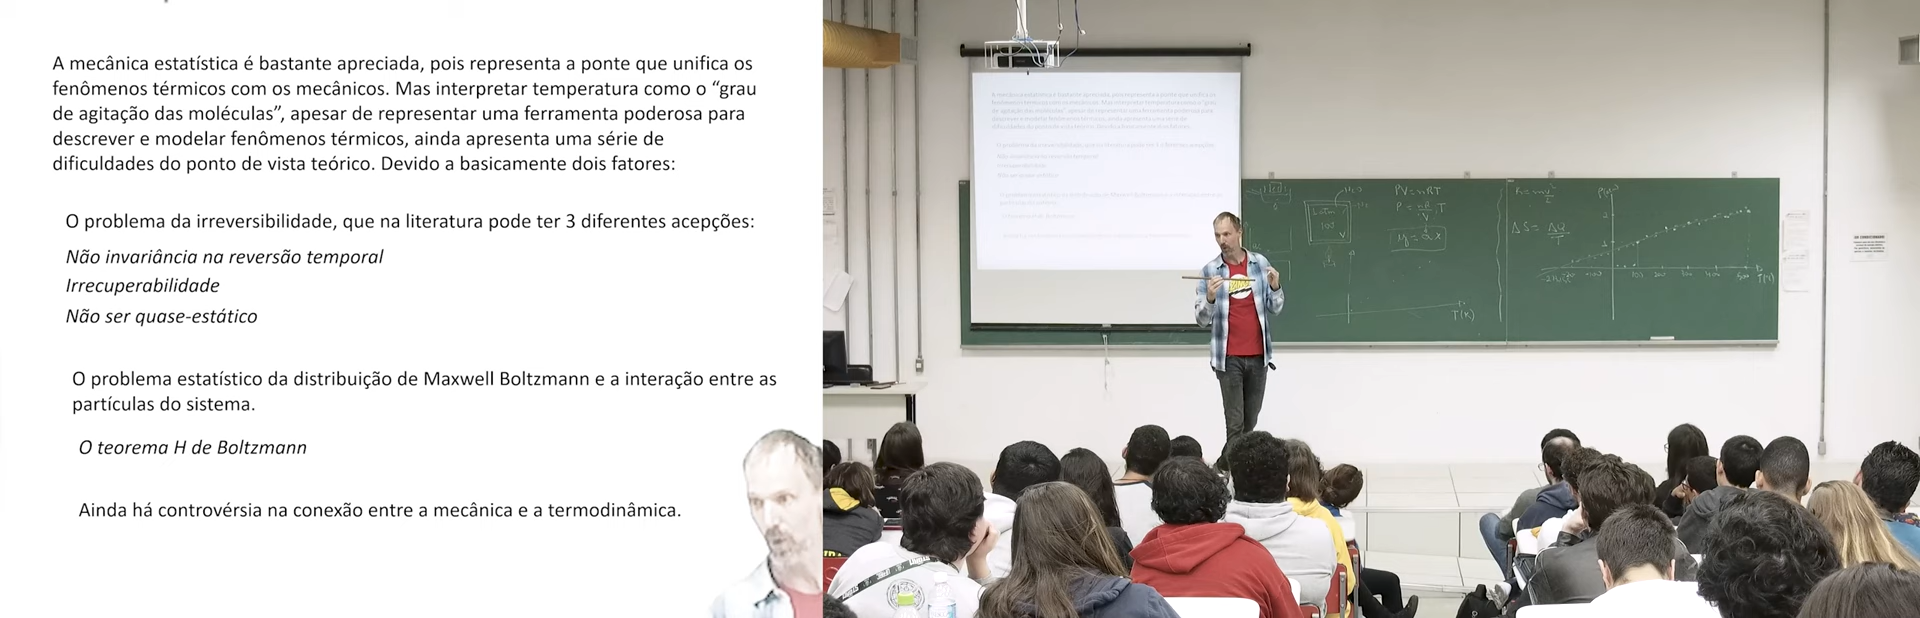 A mecânica estatística é bastante apreciada, pois representa a ponte que unifica os
fenômenos térmicos com os mecânicos. Mas interpretar temperatura como o “grau
de agitação das moléculas”, apesar de representar uma ferramenta poderosa para
descrever e modelar fenômenos térmicos, ainda apresenta uma série de
dificuldades do ponto de vista teórico. Devido a basicamente dois fatores:
O problema da irreversibilidade, que na literatura pode ter 3 diferentes acepções:
Não invariância na reversão temporal
Irrecuperabilidade
Não ser quase-estático
O problema estatístico da distribuição de Maxwell Boltzmann e a interação entre as
partículas do sistema.
O teorema H de Boltzmann
Ainda há controvérsia na conexão entre a mecânica e a termodinâmica.
PV=nRT
P = nR/V . T
ΔS = ΔQ/T
T(K)